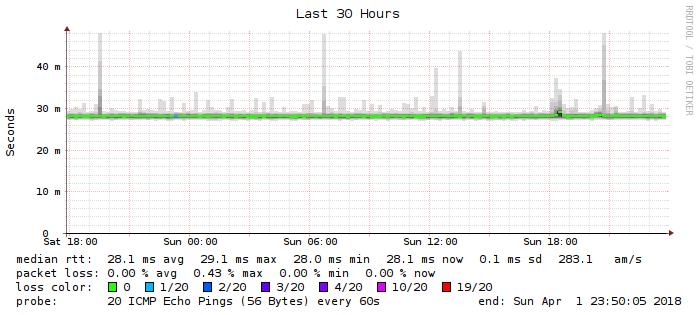 Last 30 Hours
RRDTOOL / TOBI OETIKER
Seconds
40 m
30 m
20 m
10 m
0
Sat 18:00 Sun 00:00 Sun 06:00 Sun 12:00 Sun 18:00
median rtt: 28.1 ms avg 29.1 ms max 28.0 ms min 28.1 ms now 0.1 ms sd 283.1 am/s
packet loss: 0.00 % avg 0.43 % max 0.00 % min 0.00 % now
loss color: 0 1/20 2/20 3/20 4/20 10/20 19/20
probe: 20 ICMP Echo Pings (56 Bytes) every 60s end: Sun Apr 1 23:50:05 2018